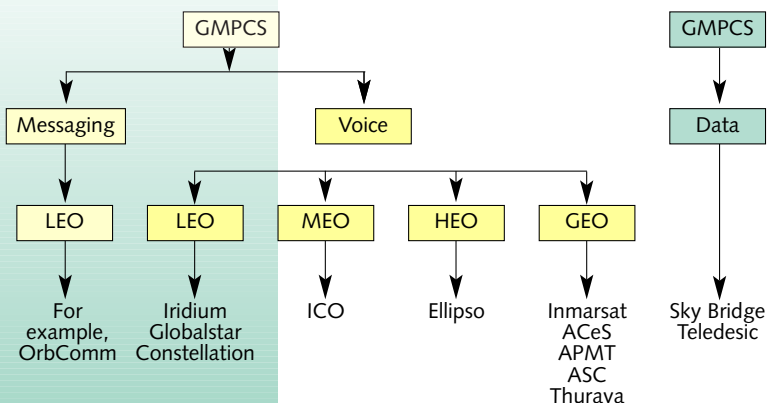 GMPCS
GMPCS
Messaging
Voice
Data
LEO
LEO
MEO
HEO
GEO
For
example,
OrbComm
Iridium
Globalstar
Constellation
ICO
Ellipso
Inmarsat
ACeS
APMT
ASC
Thuraya
Sky Bridge
Teledesic